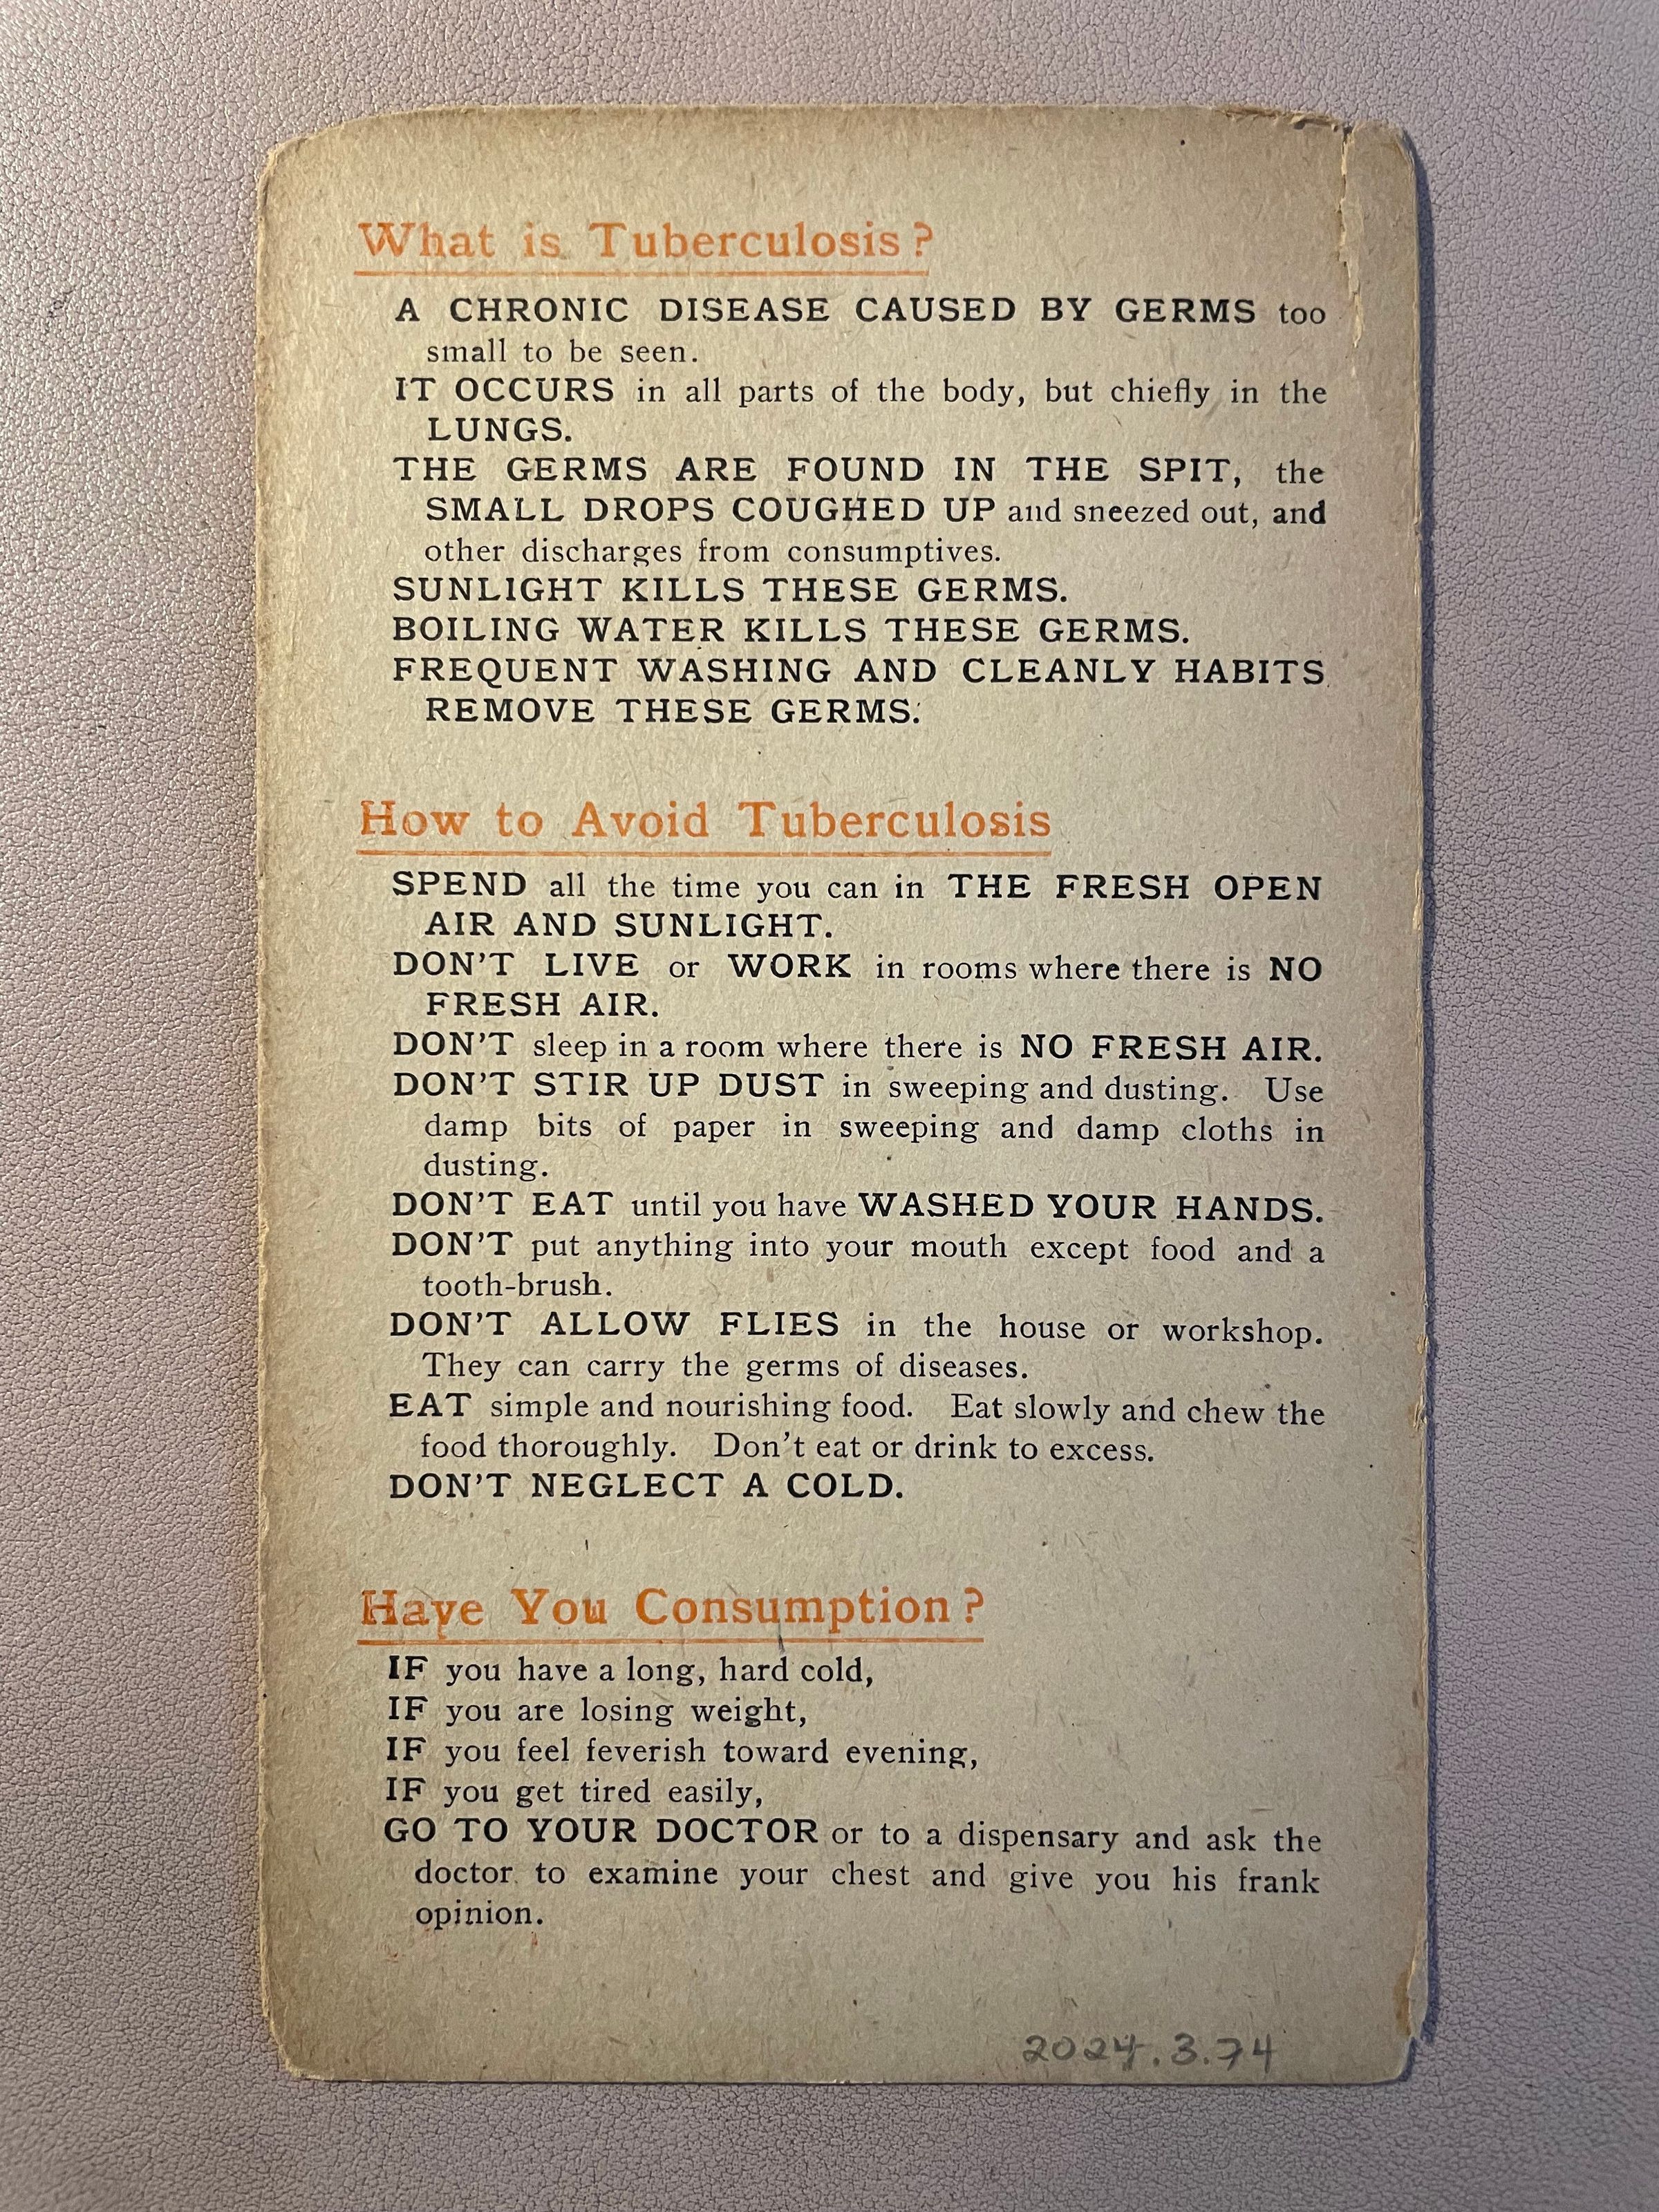 What is Tuberculosis?
A CHRONIC DISEASE CAUSED BY GERMS too
small to be seen.
IT OCCURS in all parts of the body, but chiefly in the
LUNGS.
THE GERMS ARE FOUND IN THE SPIT, the
SMALL DROPS COUGHED UP and sneezed out, and
other discharges from consumptives.
SUNLIGHT KILLS THESE GERMS.
BOILING WATER KILLS THESE GERMS.
FREQUENT WASHING AND CLEANLY HABITS
REMOVE THESE GERMS.
How to Avoid Tuberculosis
SPEND all the time you can in THE FRESH OPEN
AIR AND SUNLIGHT.
DON'T LIVE or WORK in rooms where there is NO
FRESH AIR.
DON'T sleep in a room where there is NO FRESH AIR.
DON'T STIR UP DUST in sweeping and dusting. Use
damp bits of paper in sweeping and damp cloths in
dusting.
DON'T EAT until you have WASHED YOUR HANDS.
DON'T put anything into your mouth except food and a
tooth-brush.
DON'T ALLOW FLIES in the house or workshop.
They can carry the germs of diseases.
EAT simple and nourishing food. Eat slowly and chew the
food thoroughly. Don't eat or drink to excess.
DON'T NEGLECT A COLD.
Have You Consumption?
IF you have a long, hard cold,
IF you are losing weight,
IF you feel feverish toward evening,
IF you get tired easily,
GO TO YOUR DOCTOR or to a dispensary and ask the
doctor to examine your chest and give you his frank
opinion.
2024.3.74